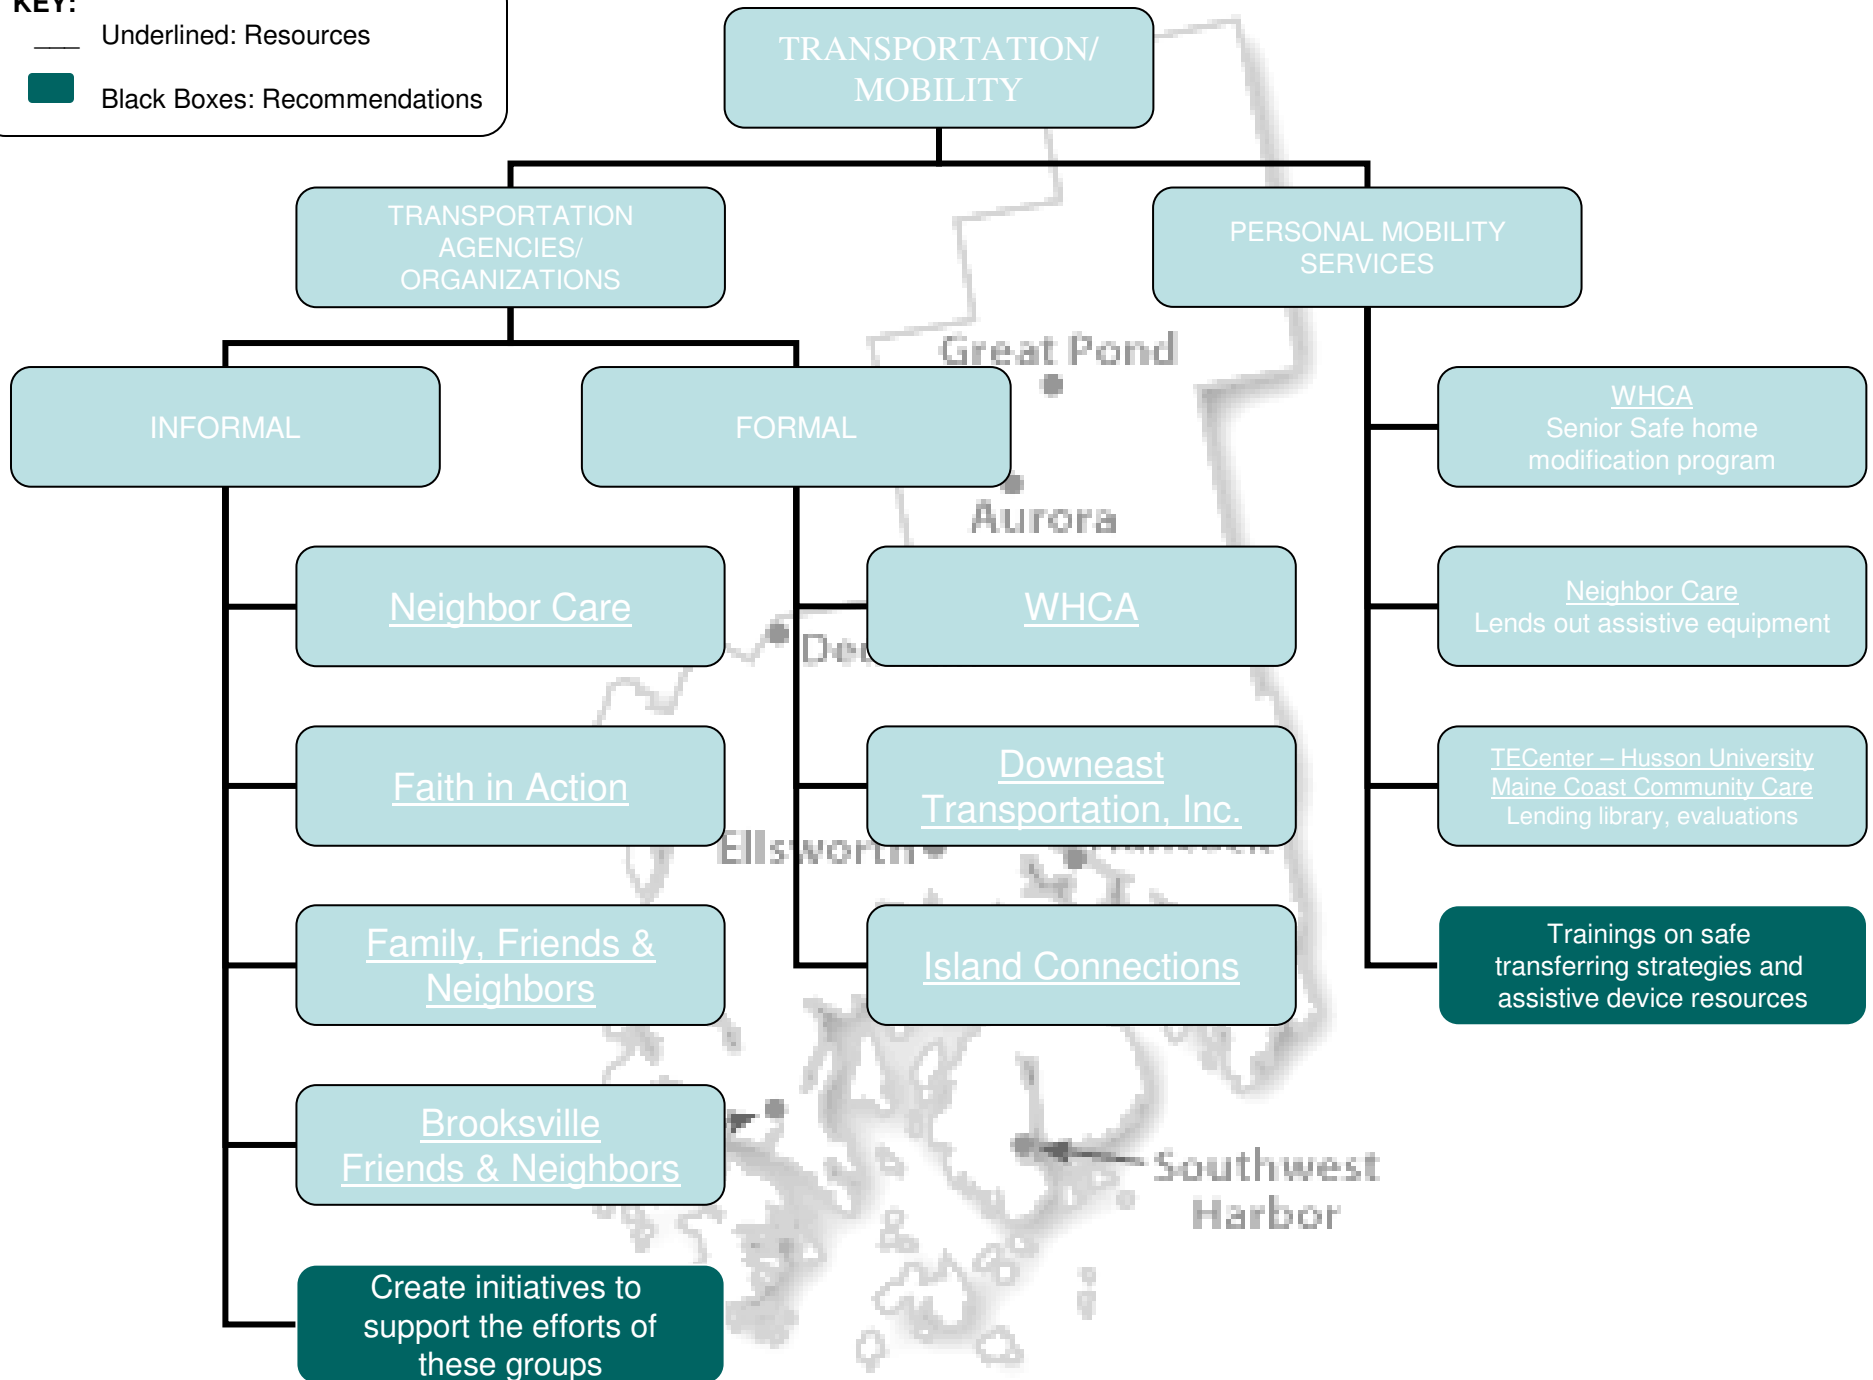 KEY:
___ Underlined: Resources
Black Boxes: Recommendations
TRANSPORTATION/
MOBILITY
TRANSPORTATION
AGENCIES/
ORGANIZATIONS
PERSONAL MOBILITY
SERVICES
Great Pond
INFORMAL
FORMAL
WHCA
Senior Safe home
modification program
Aurora
Neighbor Care
WHCA
Neighbor Care
Lends out assistive equipment
Faith in Action
Downeast
Transportation, Inc.
TECenter – Husson University
Maine Coast Community Care
Lending library, evaluations
Ellsworth
Family, Friends &
Neighbors
Island Connections
Trainings on safe
transferring strategies and
assistive device resources
Brooksville
Friends & Neighbors
Southwest
Harbor
Create initiatives to
support the efforts of
these groups